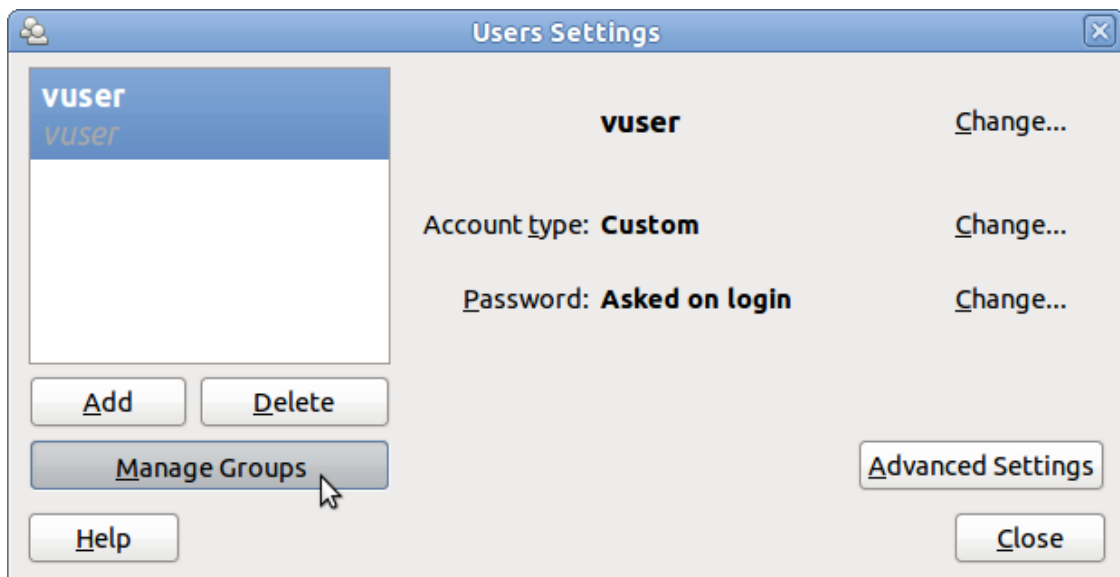 Users Settings
vuser
vuser
vuser
Change...
Account type: Custom
Change...
Password: Asked on login
Change...
Add
Delete
Manage Groups
Advanced Settings
Help
Close